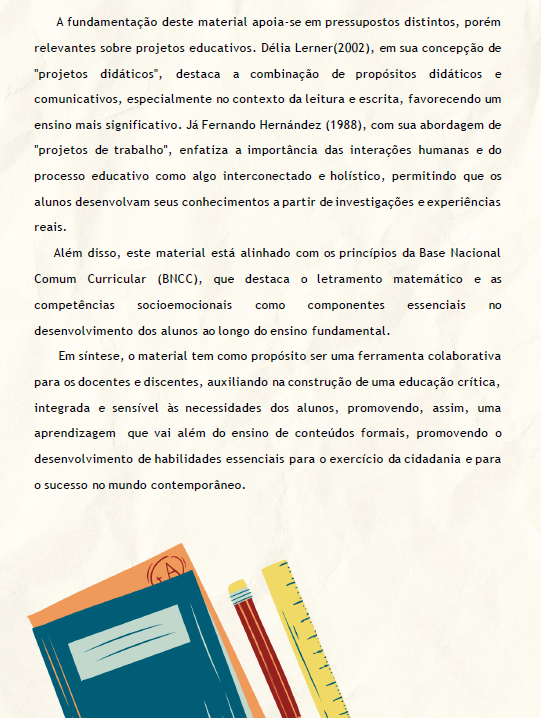 A fundamentação deste material apoia-se em pressupostos distintos, porém
relevantes sobre projetos educativos. Délia Lerner(2002), em sua concepção de
"projetos didáticos", destaca a combinação de propósitos didáticos e
comunicativos, especialmente no contexto da leitura e escrita, favorecendo um
ensino mais significativo. Já Fernando Hernández (1988), com sua abordagem de
"projetos de trabalho", enfatiza a importância das interações humanas e do
processo educativo como algo interconectado e holístico, permitindo que os
alunos desenvolvam seus conhecimentos a partir de investigações e experiências
reais.
Além disso, este material está alinhado com os princípios da Base Nacional
Comum Curricular (BNCC), que destaca o letramento matemático e as
competências socioemocionais como componentes essenciais no
desenvolvimento dos alunos ao longo do ensino fundamental.
Em síntese, o material tem como propósito ser uma ferramenta colaborativa
para os docentes e discentes, auxiliando na construção de uma educação crítica,
integrada e sensível às necessidades dos alunos, promovendo, assim, uma
aprendizagem que vai além do ensino de conteúdos formais, promovendo o
desenvolvimento de habilidades essenciais para o exercício da cidadania e para
o sucesso no mundo contemporâneo.
A+